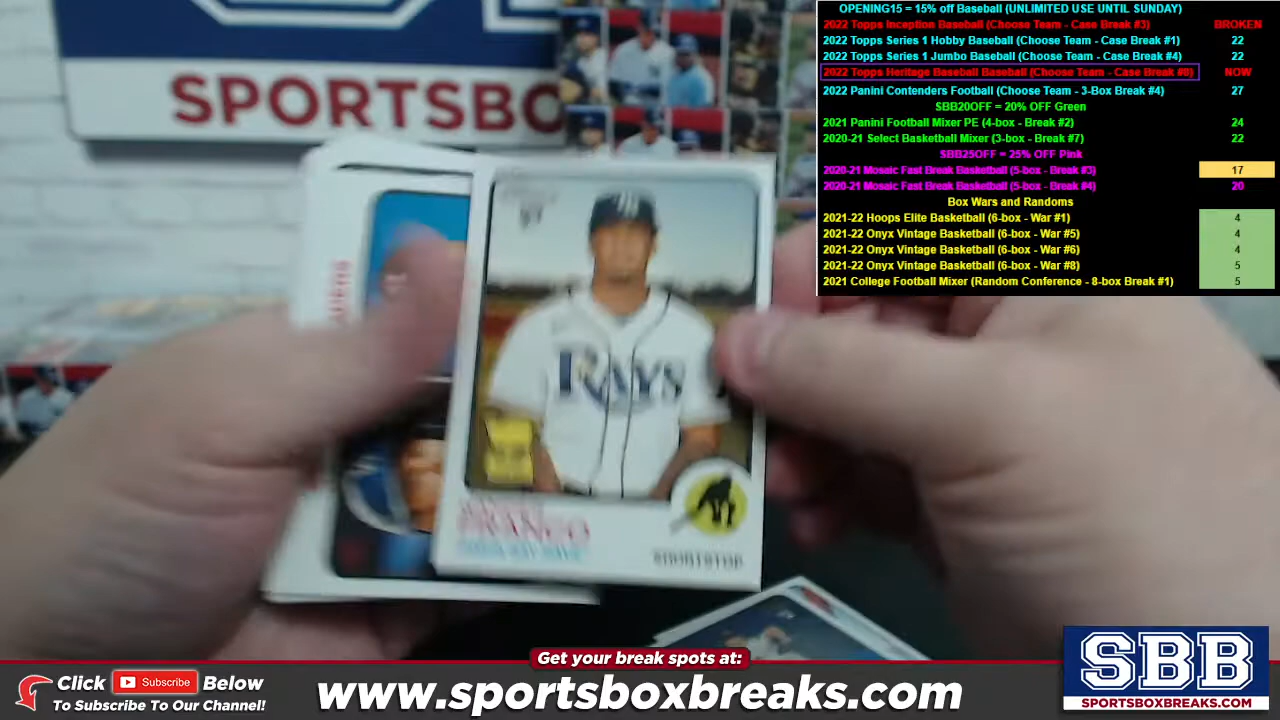 OPENING15 = 15% off Baseball (UNLIMITED USE UNTIL SUNDAY)
2022 Topps Inception Baseball (Choose Team - Case Break #3) BROKEN
2022 Topps Series 1 Hobby Baseball (Choose Team - Case Break #1) 22
2022 Topps Series 1 Jumbo Baseball (Choose Team - Case Break #4) 22
2022 Topps Heritage Baseball Baseball (Choose Team - Case Break #8) NOW
2022 Panini Contenders Football (Choose Team - 3-Box Break #4) 27
SBB20OFF = 20% OFF Green
2021 Panini Football Mixer PE (4-box - Break #2) 24
2020-21 Select Basketball Mixer (3-box - Break #7) 22
SBB25OFF = 25% OFF Pink
2020-21 Mosaic Fast Break Basketball (5-box - Break #3) 17
2020-21 Mosaic Fast Break Basketball (5-box - Break #4) 20
Box Wars and Randoms
2021-22 Hoops Elite Basketball (6-box - War #1) 4
2021-22 Onyx Vintage Basketball (6-box - War #5) 4
2021-22 Onyx Vintage Basketball (6-box - War #6) 4
2021-22 Onyx Vintage Basketball (6-box - War #8) 5
2021 College Football Mixer (Random Conference - 8-box Break #1) 5
SPORTSBO
RAYS
FRANCO
TAMPA BAY RAYS
SHORTSTOP
Get your break spots at:
Click Subscribe Below
To Subscribe To Our Channel!
www.sportsboxbreaks.com
SBB
SPORTSBOXBREAKS.COM